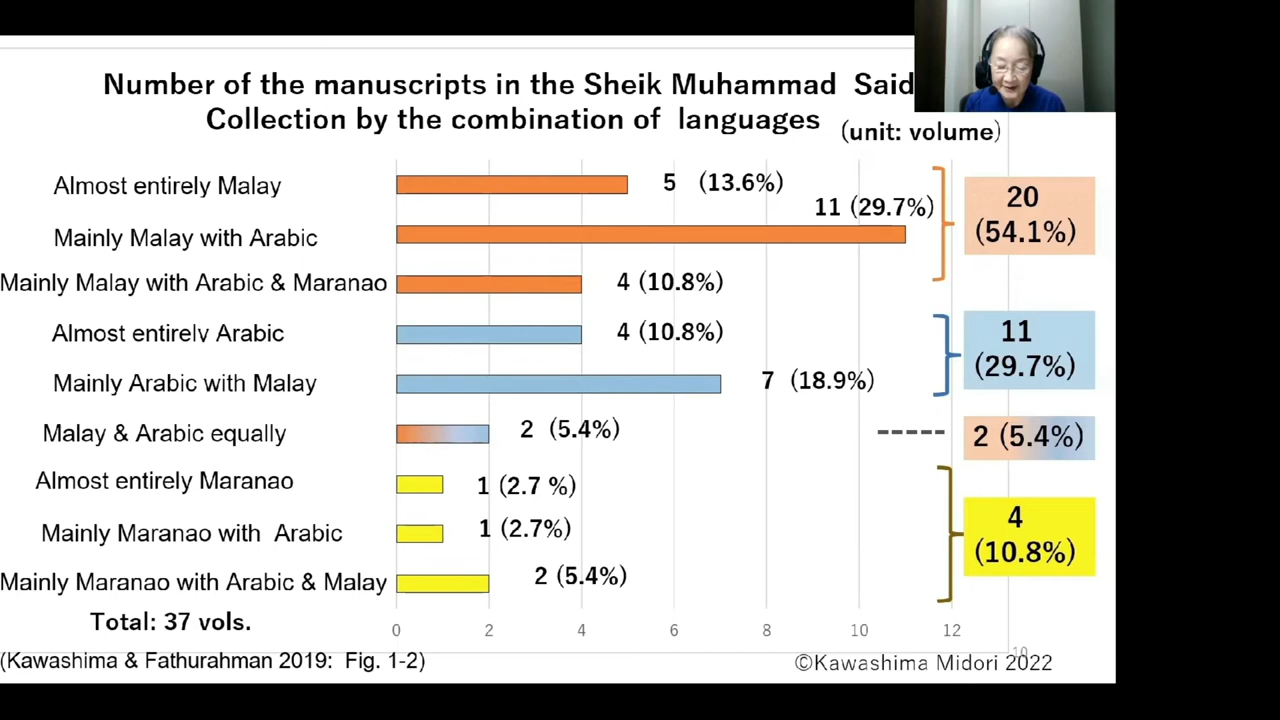 Number of the manuscripts in the Sheik Muhammad Said
Collection by the combination of languages
(unit: volume)
Almost entirely Malay
5 (13.6%)
11 (29.7%)
Mainly Malay with Arabic
20
(54.1%)
Mainly Malay with Arabic & Maranao
4 (10.8%)
Almost entirely Arabic
4 (10.8%)
11
(29.7%)
Mainly Arabic with Malay
7 (18.9%)
Malay & Arabic equally
2 (5.4%)
2 (5.4%)
Almost entirely Maranao
1 (2.7 %)
Mainly Maranao with Arabic
1 (2.7%)
4
(10.8%)
Mainly Maranao with Arabic & Malay
2 (5.4%)
Total: 37 vols.
0 2 4 6 8 10 12
(Kawashima & Fathurahman 2019: Fig. 1-2)
©Kawashima Midori 2022
10